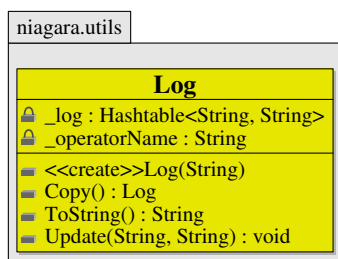 niagara.utils
Log
_log : Hashtable<String, String>
_operatorName : String
<<create>>Log(String)
Copy() : Log
ToString() : String
Update(String, String) : void